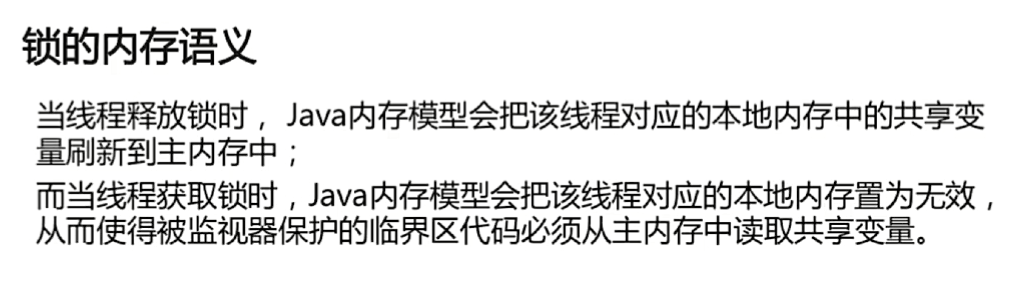 锁的内存语义
当线程释放锁时，Java内存模型会把该线程对应的本地内存中的共享变
量刷新到主内存中；
而当线程获取锁时，Java内存模型会把该线程对应的本地内存置为无效，
从而使得被监视器保护的临界区代码必须从主内存中读取共享变量。